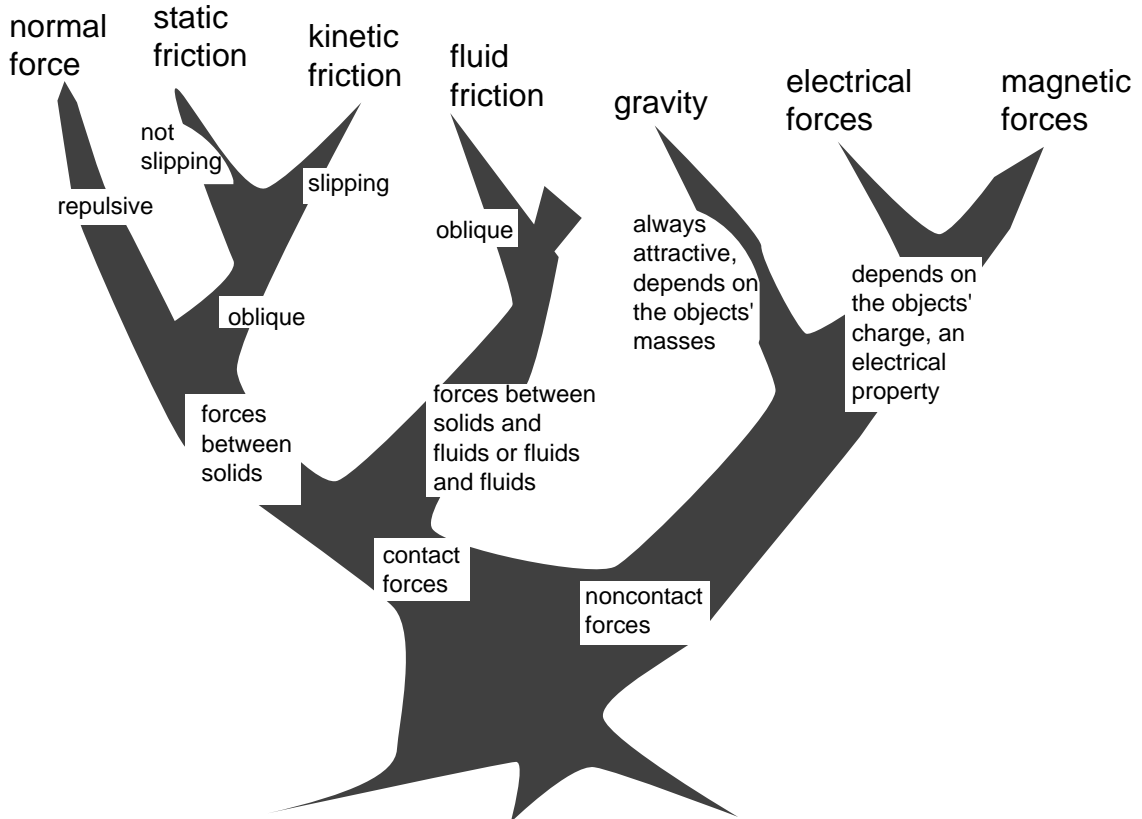 normal
force
static
friction
kinetic
friction
fluid
friction
gravity
electrical
forces
magnetic
forces
not
slipping
slipping
repulsive
oblique
oblique
always
attractive,
depends on
the objects'
masses
depends on
the objects'
charge, an
electrical
property
forces
between
solids
forces between
solids and
fluids or fluids
and fluids
contact
forces
noncontact
forces